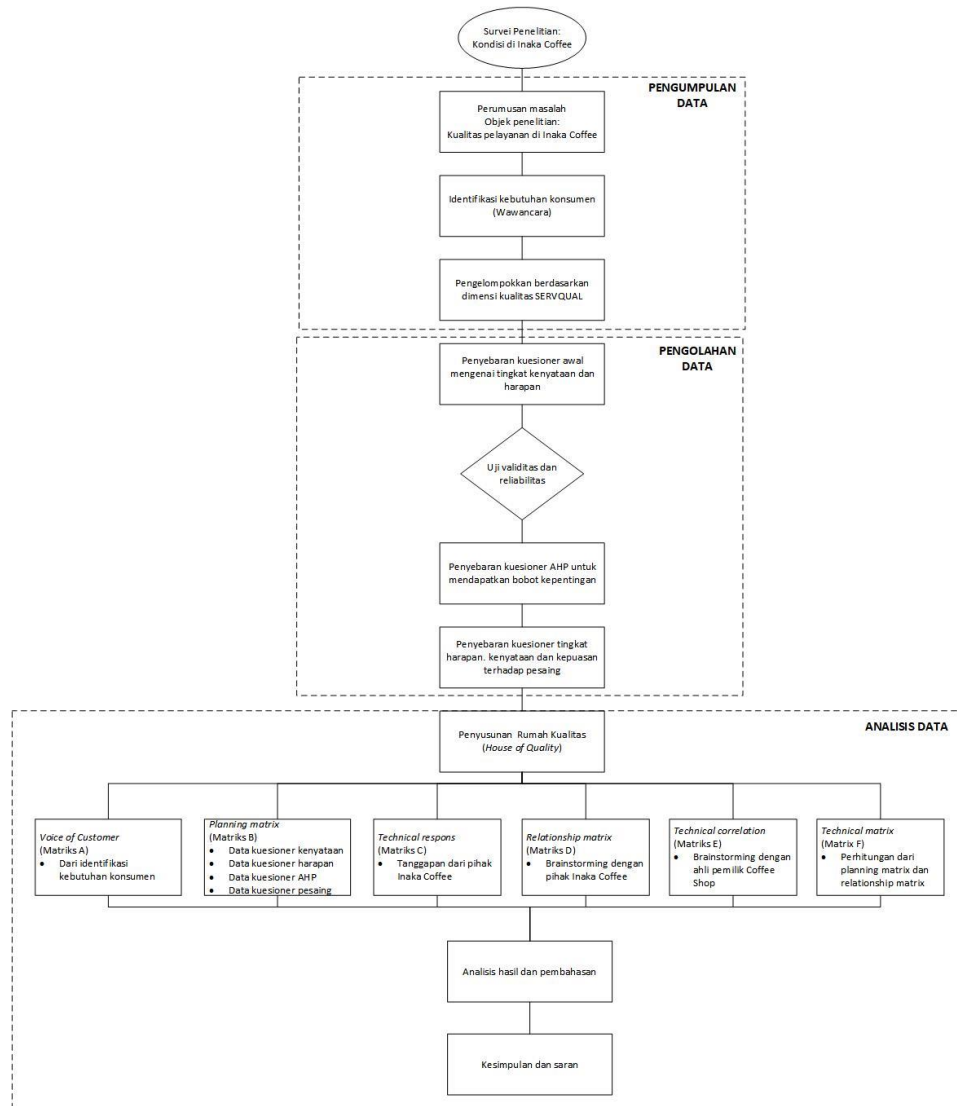 Survei Penelitian:
Kondisi di Inaka Coffee
PENGUMPULAN
DATA
Perumusan masalah
Objek penelitian:
Kualitas pelayanan di Inaka Coffee
Identifikasi kebutuhan konsumen
(Wawancara)
Pengelompokkan berdasarkan
dimensi kualitas SERVQUAL
PENGOLAHAN
DATA
Penyebaran kuesioner awal
mengenai tingkat kenyataan dan
harapan
Uji validitas dan
reliabilitas
Penyebaran kuesioner AHP untuk
mendapatkan bobot kepentingan
Penyebaran kuesioner tingkat
harapan. kenyataan dan kepuasan
terhadap pesaing
ANALISIS DATA
Penyusunan Rumah Kualitas
(House of Quality)
Voice of Customer
(Matriks A)
• Dari identifikasi
kebutuhan konsumen
Planning matrix
(Matriks B)
• Data kuesioner kenyataan
• Data kuesioner harapan
• Data kuesioner AHP
• Data kuesioner pesaing
Technical respons
(Matriks C)
• Tanggapan dari pihak
Inaka Coffee
Relationship matrix
(Matriks D)
• Brainstorming dengan
pihak Inaka Coffee
Technical correlation
(Matriks E)
• Brainstorming dengan
ahli pemilik Coffee
Shop
Technical matrix
(Matrix F)
• Perhitungan dari
planning matrix dan
relationship matrix
Analisis hasil dan pembahasan
Kesimpulan dan saran